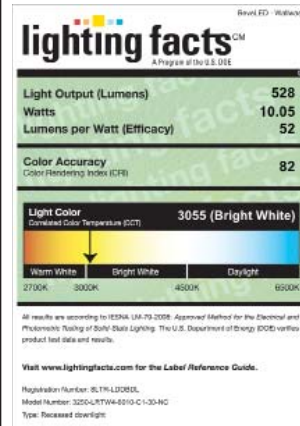 BeveLED - Wallwash
lighting facts CM
A Program of the U.S. DOE
Light Output (Lumens) 528
Watts 10.05
Lumens per Watt (Efficacy) 52
Color Accuracy 82
Color Rendering Index (CRI)
Light Color
Correlated Color Temperature (CCT) 3055 (Bright White)
Warm White Bright White Daylight
2700K 3000K 4500K 6500K
All results are according to IESNA LM-79-2008: Approved Method for the Electrical and
Photometric Testing of Solid-State Lighting. The U.S. Department of Energy (DOE) verifies
product test data and results.
Visit www.lightingfacts.com for the Label Reference Guide.
Registration Number:
Model Number:
Type: Recessed downlight